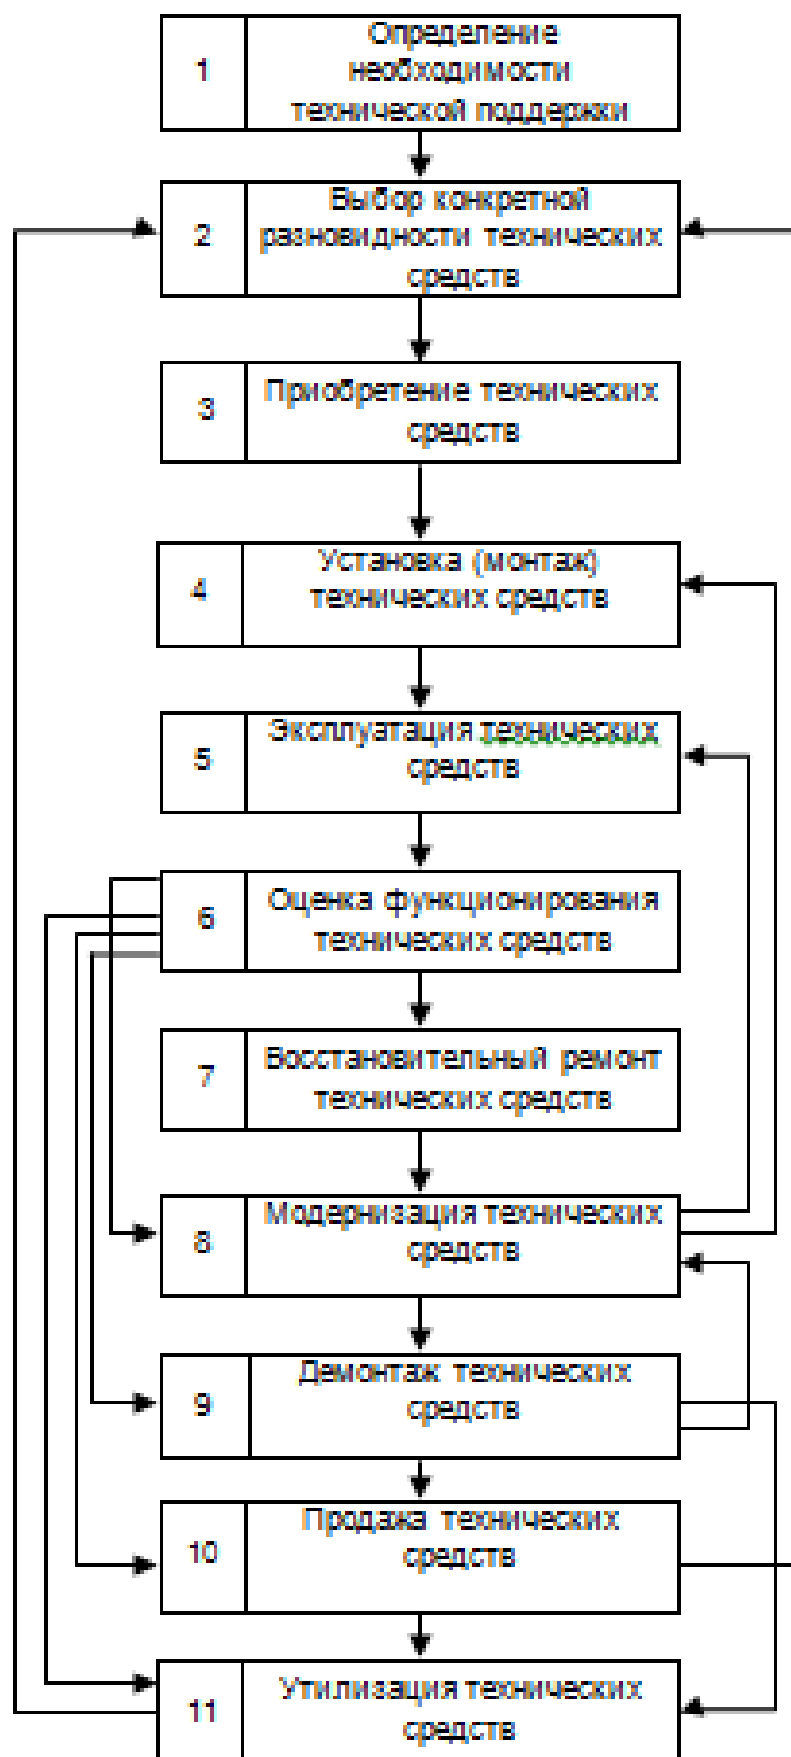 1
Определение
необходимости
технической поддержки
2
Выбор конкретной
разновидности технических
средств
3
Приобретение технических
средств
4
Установка (монтаж)
технических средств
5
Эксплуатация технических
средств
6
Оценка функционирования
технических средств
7
Восстановительный ремонт
технических средств
8
Модернизация технических
средств
9
Демонтаж технических
средств
10
Продажа технических
средств
11
Утилизация технических
средств